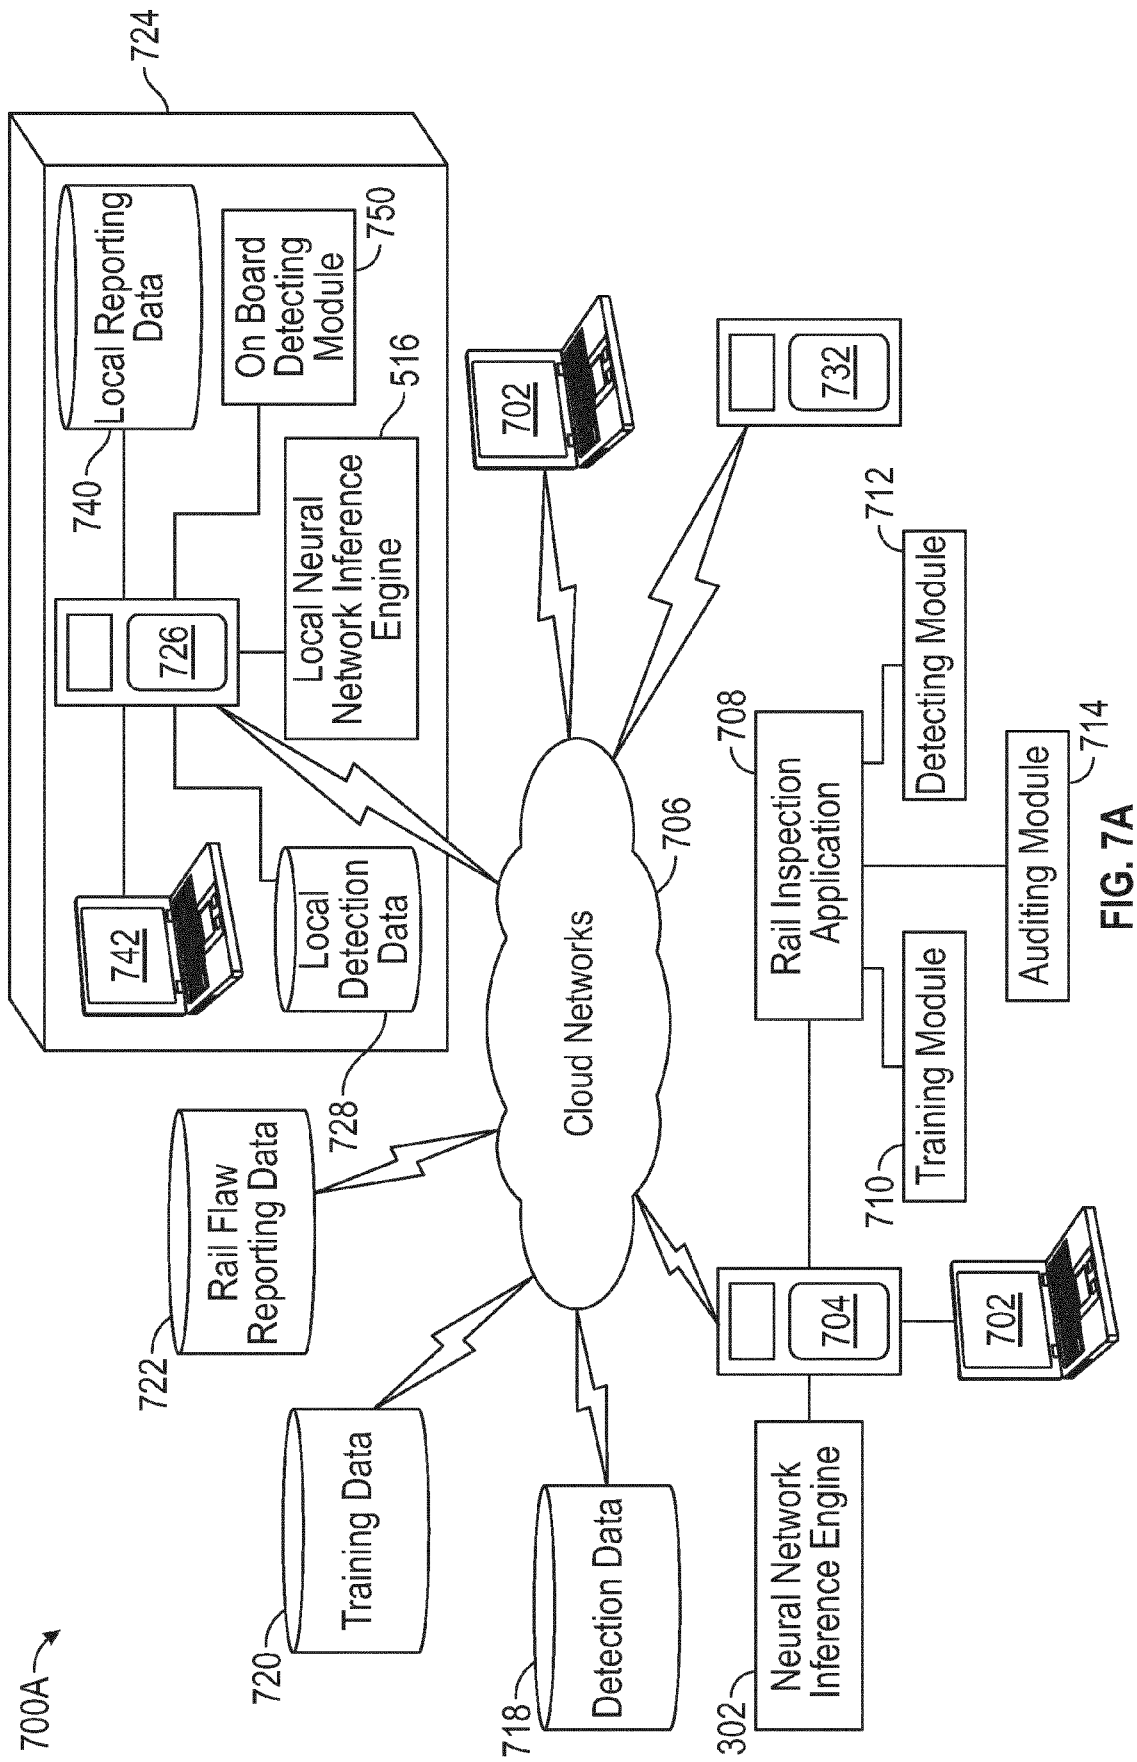 700A
724
740
Local Reporting
Data
On Board
Detecting
Module
750
726
742
Local Neural
Network Inference
Engine
516
Local
Detection
Data
728
722
Rail Flaw
Reporting Data
720
Training Data
718
Detection Data
Cloud Networks
706
702
732
302
Neural Network
Inference Engine
704
702
708
Rail Inspection
Application
710
Training Module
712
Detecting Module
714
Auditing Module
FIG. 7A